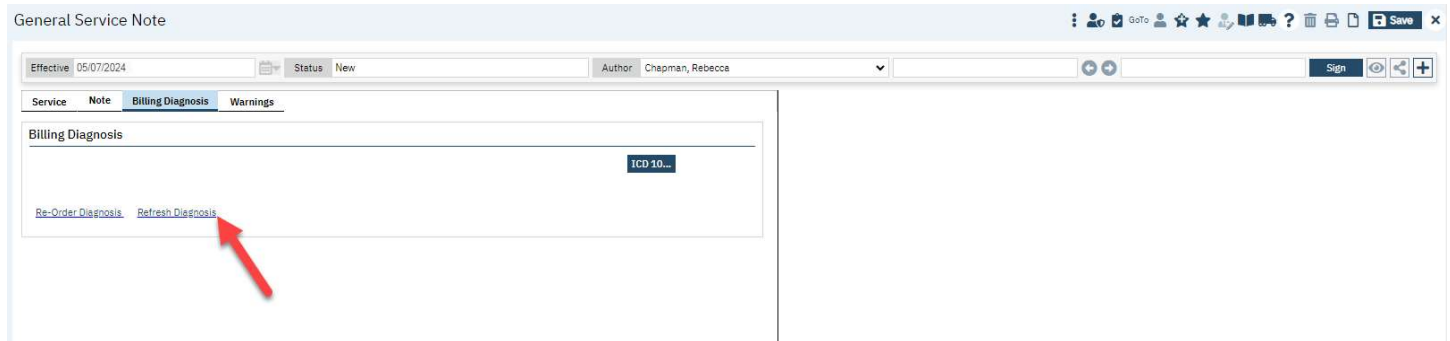 General Service Note
GoTo ? Save X
Effective 05/07/2024 Status New Author Chapman, Rebecca Sign
Service Note Billing Diagnosis Warnings
Billing Diagnosis
ICD 10...
Re-Order Diagnosis Refresh Diagnosis